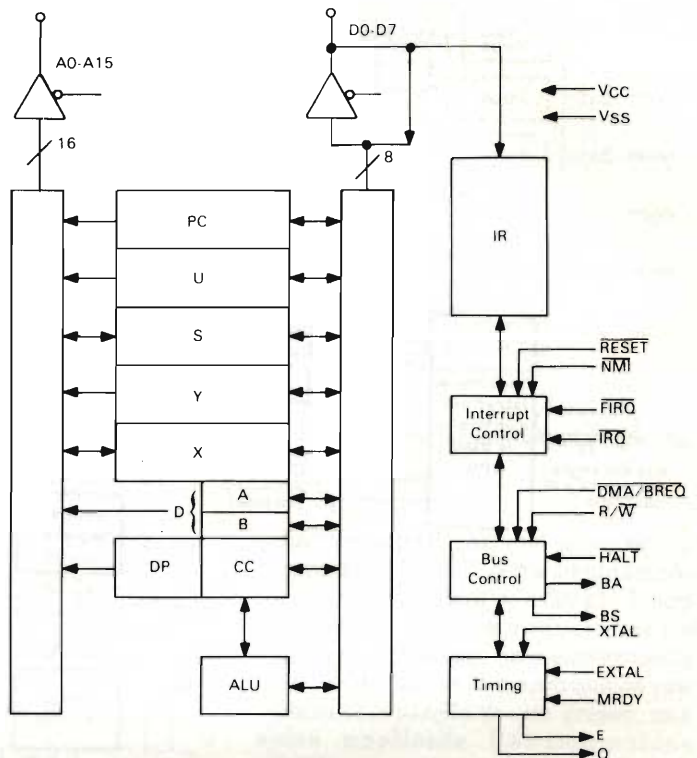 A0-A15
D0-D7
VCC
VSS
16
8
PC
U
S
Y
X
A
D {
B
DP
CC
ALU
IR
RESET
NMI
Interrupt
Control
FIRQ
IRQ
DMA/BREQ
R/W
Bus
Control
HALT
BA
BS
XTAL
Timing
EXTAL
MRDY
E
Q